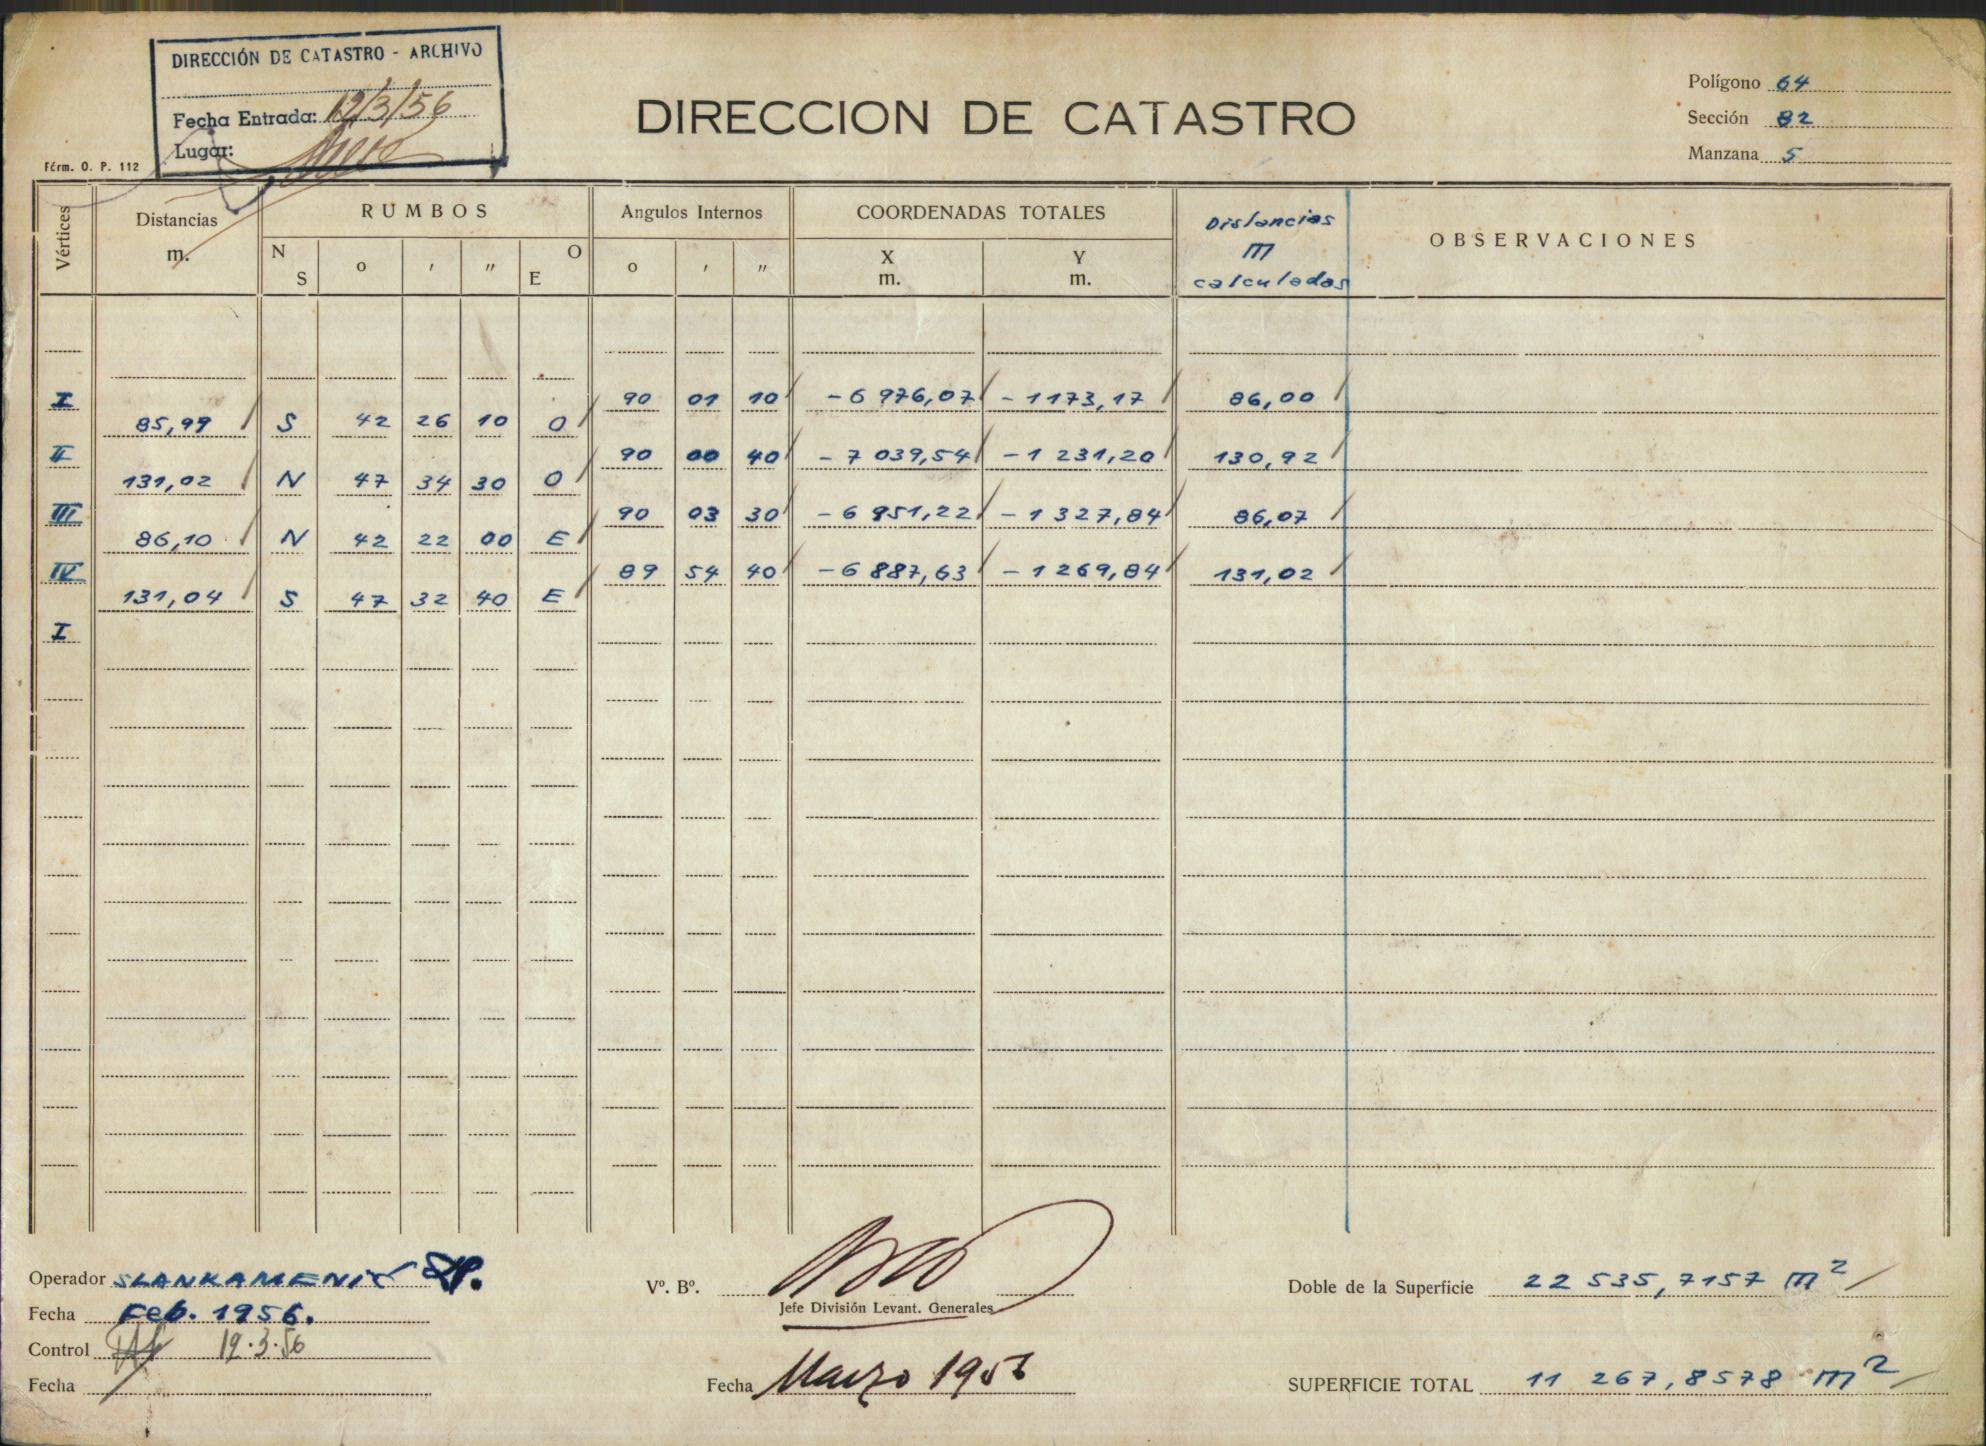 DIRECCIÓN DE CATASTRO - ARCHIVO
Fecha Entrada: 12/3/56
Lugar:
Fórm. O. P. 112
DIRECCION DE CATASTRO
Polígono 64
Sección 82
Manzana 5
Vértices Distancias m. RUMBOS Angulos Internos COORDENADAS TOTALES Distancias m calculadas OBSERVACIONES
N S o ' " O E o ' " X m. Y m.
I 90 01 10 - 6 976,07 - 1173,17 86,00
85,99 S 42 26 10 O
II 90 00 40 - 7 039,54 - 1 231,20 130,92
131,02 N 47 34 30 O
III 90 03 30 - 6 951,22 - 1 327,84 86,07
86,10 N 42 22 00 E
IV 89 54 40 - 6 887,63 - 1 269,84 131,02
131,04 S 47 32 40 E
I
Operador SLANKAMENIĆ
Fecha Feb. 1956.
Control 12.3.56
Fecha
Vº. Bº.
Jefe División Levant. Generales
Fecha Marzo 1956
Doble de la Superficie 22 535,7157 m²
SUPERFICIE TOTAL 11 267,8578 m²